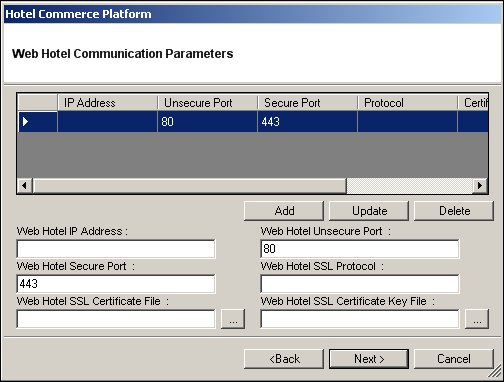 Hotel Commerce Platform
Web Hotel Communication Parameters
IP Address Unsecure Port Secure Port Protocol Certif
80 443
Add Update Delete
Web Hotel IP Address : Web Hotel Unsecure Port :
80
Web Hotel Secure Port : Web Hotel SSL Protocol :
443
Web Hotel SSL Certificate File : Web Hotel SSL Certificate Key File :
... ...
<Back Next > Cancel